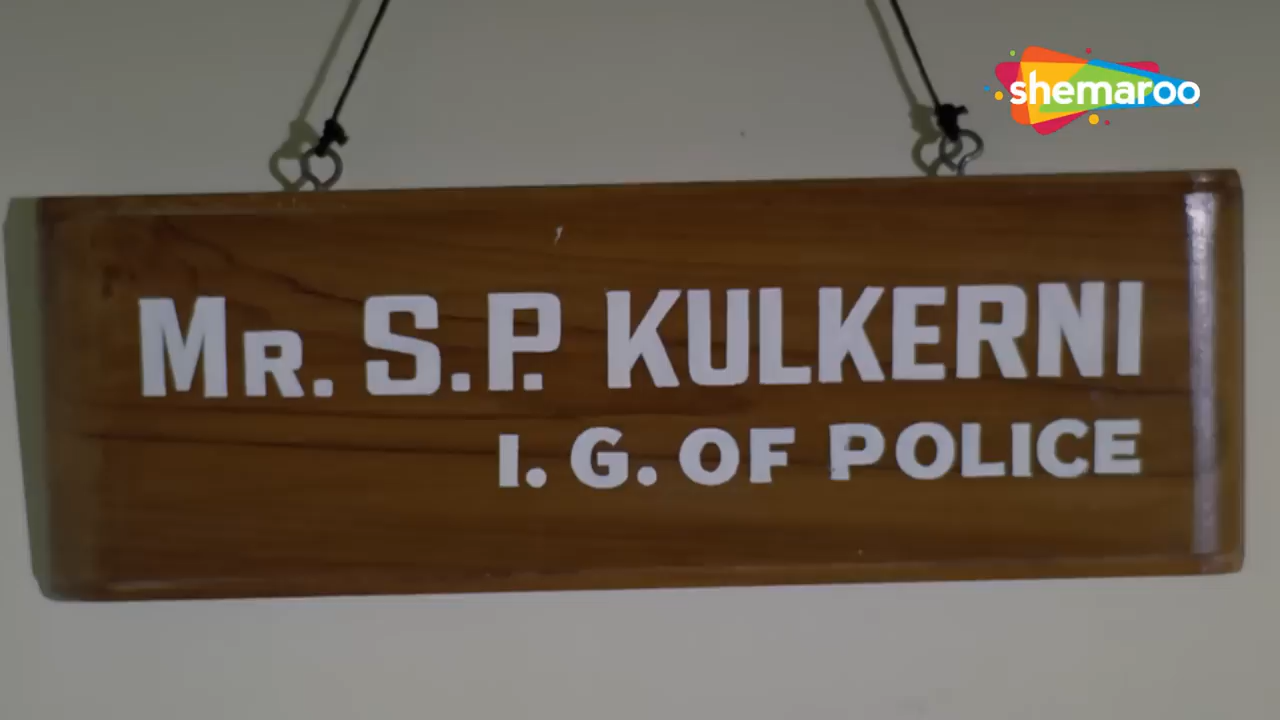 shemaroo
MR. S.P. KULKERNI
I. G. OF POLICE